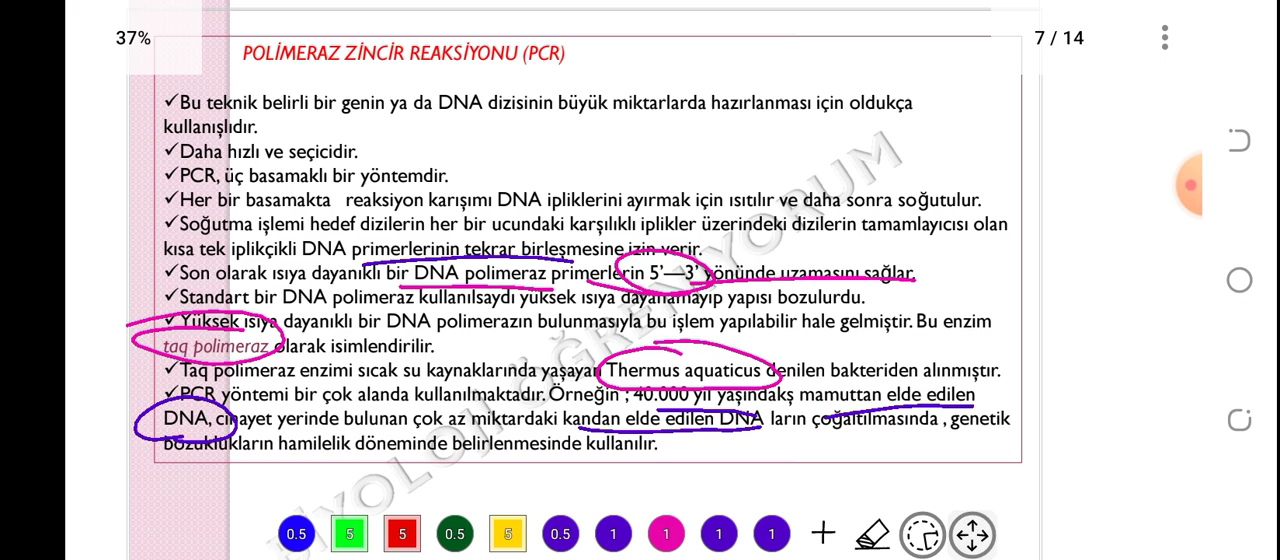 37%
7 / 14
POLİMERAZ ZİNCİR REAKSİYONU (PCR)
✓Bu teknik belirli bir genin ya da DNA dizisinin büyük miktarlarda hazırlanması için oldukça
kullanışlıdır.
✓Daha hızlı ve seçicidir.
✓PCR, üç basamaklı bir yöntemdir.
✓Her bir basamakta reaksiyon karışımı DNA ipliklerini ayırmak için ısıtılır ve daha sonra soğutulur.
✓Soğutma işlemi hedef dizilerin her bir ucundaki karşılıklı iplikler üzerindeki dizilerin tamamlayıcısı olan
kısa tek iplikçikli DNA primerlerinin tekrar birleşmesine izin verir.
✓Son olarak ısıya dayanıklı bir DNA polimeraz primerlerin 5’—3’ yönünde uzamasını sağlar.
✓Standart bir DNA polimeraz kullanılsaydı yüksek ısıya dayanamayıp yapısı bozulurdu.
✓Yüksek ısıya dayanıklı bir DNA polimerazın bulunmasıyla bu işlem yapılabilir hale gelmiştir. Bu enzim
taq polimeraz olarak isimlendirilir.
✓Taq polimeraz enzimi sıcak su kaynaklarında yaşayan Thermus aquaticus denilen bakteriden alınmıştır.
✓PCR yöntemi bir çok alanda kullanılmaktadır. Örneğin ; 40.000 yıl yaşındakş mamuttan elde edilen
DNA, cinayet yerinde bulunan çok az miktardaki kandan elde edilen DNA ların çoğaltılmasında , genetik
bozuklukların hamilelik döneminde belirlenmesinde kullanılır.
BİYOLOJİ ÖĞRENİYORUM
0.5 5 5 0.5 5 0.5 1 1 1 1